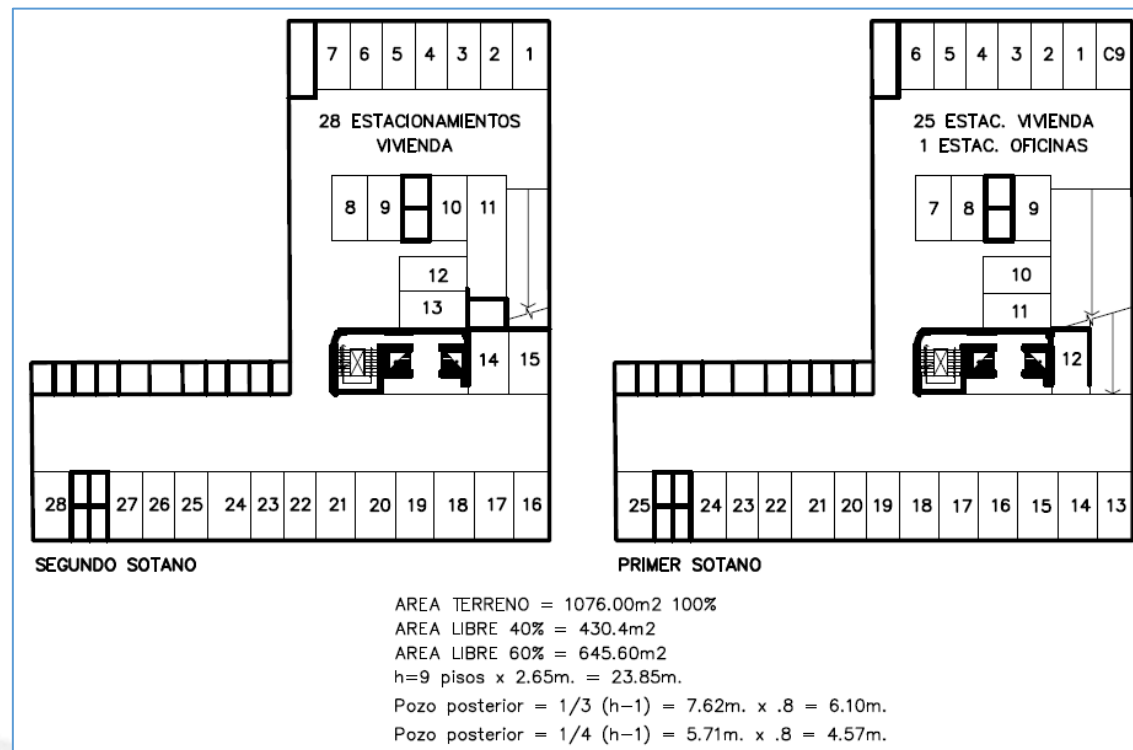 7 6 5 4 3 2 1
28 ESTACIONAMIENTOS
VIVIENDA
8 9 10 11
12
13
14 15
28 27 26 25 24 23 22 21 20 19 18 17 16
SEGUNDO SOTANO
6 5 4 3 2 1 C9
25 ESTAC. VIVIENDA
1 ESTAC. OFICINAS
7 8 9
10
11
12
25 24 23 22 21 20 19 18 17 16 15 14 13
PRIMER SOTANO
AREA TERRENO = 1076.00m2 100%
AREA LIBRE 40% = 430.4m2
AREA LIBRE 60% = 645.60m2
h=9 pisos x 2.65m. = 23.85m.
Pozo posterior = 1/3 (h-1) = 7.62m. x .8 = 6.10m.
Pozo posterior = 1/4 (h-1) = 5.71m. x .8 = 4.57m.